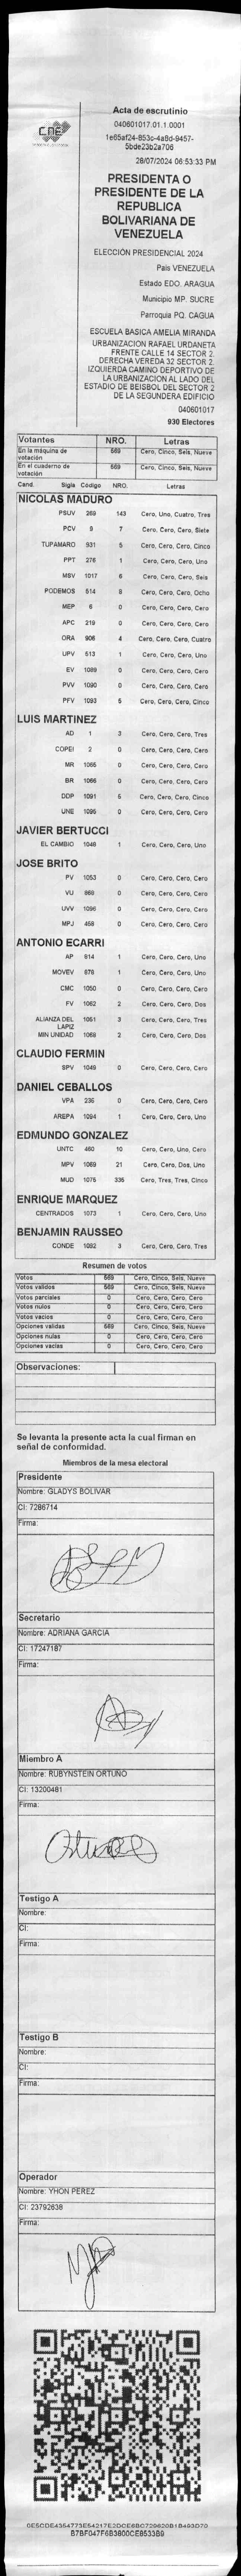 CNE
Acta de escrutinio
040601017.01.1.0001
1e65af24-853c-4a8d-9457-
5bde23b2a706
28/07/2024 06:53:33 PM
PRESIDENTA O
PRESIDENTE DE LA
REPUBLICA
BOLIVARIANA DE
VENEZUELA
ELECCIÓN PRESIDENCIAL 2024
País VENEZUELA
Estado EDO. ARAGUA
Municipio MP. SUCRE
Parroquia PQ. CAGUA
ESCUELA BASICA AMELIA MIRANDA
URBANIZACION RAFAEL URDANETA
FRENTE CALLE 14 SECTOR 2.
DERECHA VEREDA 32 SECTOR 2.
IZQUIERDA CAMINO DEPORTIVO DE
LA URBANIZACION AL LADO DEL
ESTADIO DE BEISBOL DEL SECTOR 2
DE LA SEGUNDERA EDIFICIO
040601017
930 Electores
Votantes NRO. Letras
En la máquina de votación 569 Cero, Cinco, Seis, Nueve
En el cuaderno de votación 569 Cero, Cinco, Seis, Nueve
Cand. Sigla Codigo NRO. Letras
NICOLAS MADURO
PSUV 269 143 Cero, Uno, Cuatro, Tres
PCV 8 7 Cero, Cero, Cero, Siete
TUPAMARO 931 5 Cero, Cero, Cero, Cinco
PPT 276 1 Cero, Cero, Cero, Uno
MSV 1017 6 Cero, Cero, Cero, Seis
PODEMOS 514 8 Cero, Cero, Cero, Ocho
MEP 6 0 Cero, Cero, Cero, Cero
APC 219 0 Cero, Cero, Cero, Cero
ORA 906 4 Cero, Cero, Cero, Cuatro
UPV 513 1 Cero, Cero, Cero, Uno
EV 1089 0 Cero, Cero, Cero, Cero
PVV 1090 0 Cero, Cero, Cero, Cero
PFV 1093 5 Cero, Cero, Cero, Cinco
LUIS MARTINEZ
AD 1 3 Cero, Cero, Cero, Tres
COPEI 2 0 Cero, Cero, Cero, Cero
MR 1065 0 Cero, Cero, Cero, Cero
BR 1066 0 Cero, Cero, Cero, Cero
DDP 1091 5 Cero, Cero, Cero, Cinco
UNE 1095 0 Cero, Cero, Cero, Cero
JAVIER BERTUCCI
EL CAMBIO 1046 1 Cero, Cero, Cero, Uno
JOSE BRITO
PV 1053 0 Cero, Cero, Cero, Cero
VU 868 0 Cero, Cero, Cero, Cero
UVV 1096 0 Cero, Cero, Cero, Cero
MPJ 458 0 Cero, Cero, Cero, Cero
ANTONIO ECARRI
AP 814 1 Cero, Cero, Cero, Uno
MOVEV 878 1 Cero, Cero, Cero, Uno
CMC 1050 0 Cero, Cero, Cero, Cero
FV 1062 2 Cero, Cero, Cero, Dos
ALIANZA DEL LAPIZ 1051 3 Cero, Cero, Cero, Tres
MIN UNIDAD 1068 2 Cero, Cero, Cero, Dos
CLAUDIO FERMIN
SPV 1049 0 Cero, Cero, Cero, Cero
DANIEL CEBALLOS
VPA 236 0 Cero, Cero, Cero, Cero
AREPA 1094 1 Cero, Cero, Cero, Uno
EDMUNDO GONZALEZ
UNTC 460 10 Cero, Cero, Uno, Cero
MPV 1069 21 Cero, Cero, Dos, Uno
MUD 1075 335 Cero, Tres, Tres, Cinco
ENRIQUE MARQUEZ
CENTRADOS 1073 1 Cero, Cero, Cero, Uno
BENJAMIN RAUSSEO
CONDE 1092 3 Cero, Cero, Cero, Tres
Resumen de votos
Votos 569 Cero, Cinco, Seis, Nueve
Votos validos 569 Cero, Cinco, Seis, Nueve
Votos parciales 0 Cero, Cero, Cero, Cero
Votos nulos 0 Cero, Cero, Cero, Cero
Votos vacios 0 Cero, Cero, Cero, Cero
Opciones validas 569 Cero, Cinco, Seis, Nueve
Opciones nulas 0 Cero, Cero, Cero, Cero
Opciones vacias 0 Cero, Cero, Cero, Cero
Observaciones:
Se levanta la presente acta la cual firman en
señal de conformidad.
Miembros de la mesa electoral
Presidente
Nombre: GLADYS BOLIVAR
CI: 7286714
Firma:
Secretario
Nombre: ADRIANA GARCIA
CI: 17247187
Firma:
Miembro A
Nombre: RUBYNSTEIN ORTUÑO
CI: 13200481
Firma:
Testigo A
Nombre:
CI:
Firma:
Testigo B
Nombre:
CI:
Firma:
Operador
Nombre: YHON PEREZ
CI: 23792638
Firma:
B7BF047F6B3800CE8533B9